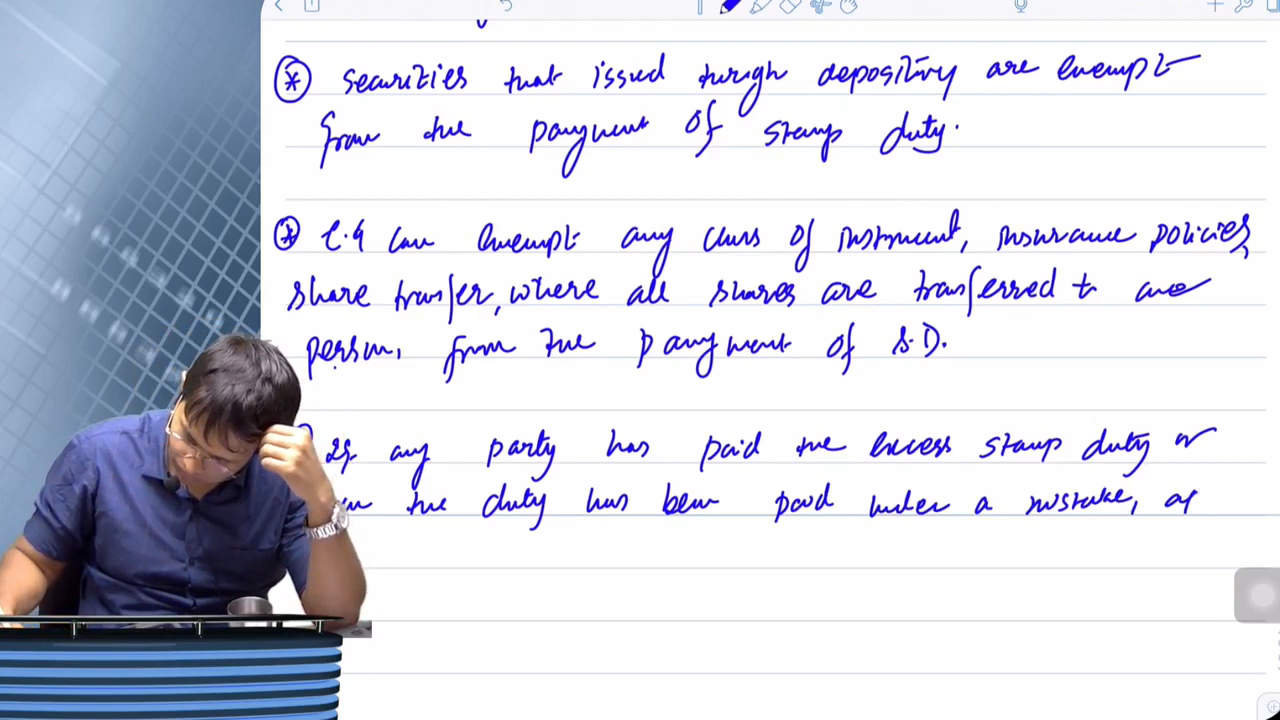 * securities that issued through depository are exempt
from the payment of stamp duty.
* C.G can exempt any class of instrument, insurance policies,
share transfer, where all shares are transferred to one
person, from the payment of S.D.
If any party has paid the excess stamp duty or
the duty has been paid under a mistake, a